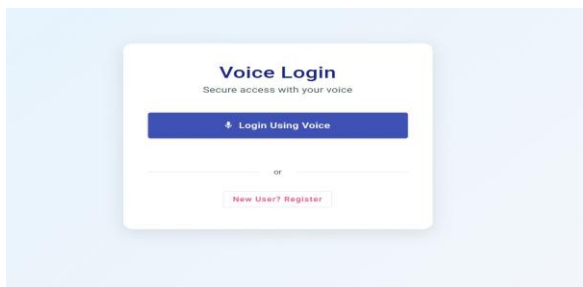 Voice Login
Secure access with your voice
Login Using Voice
or
New User? Register